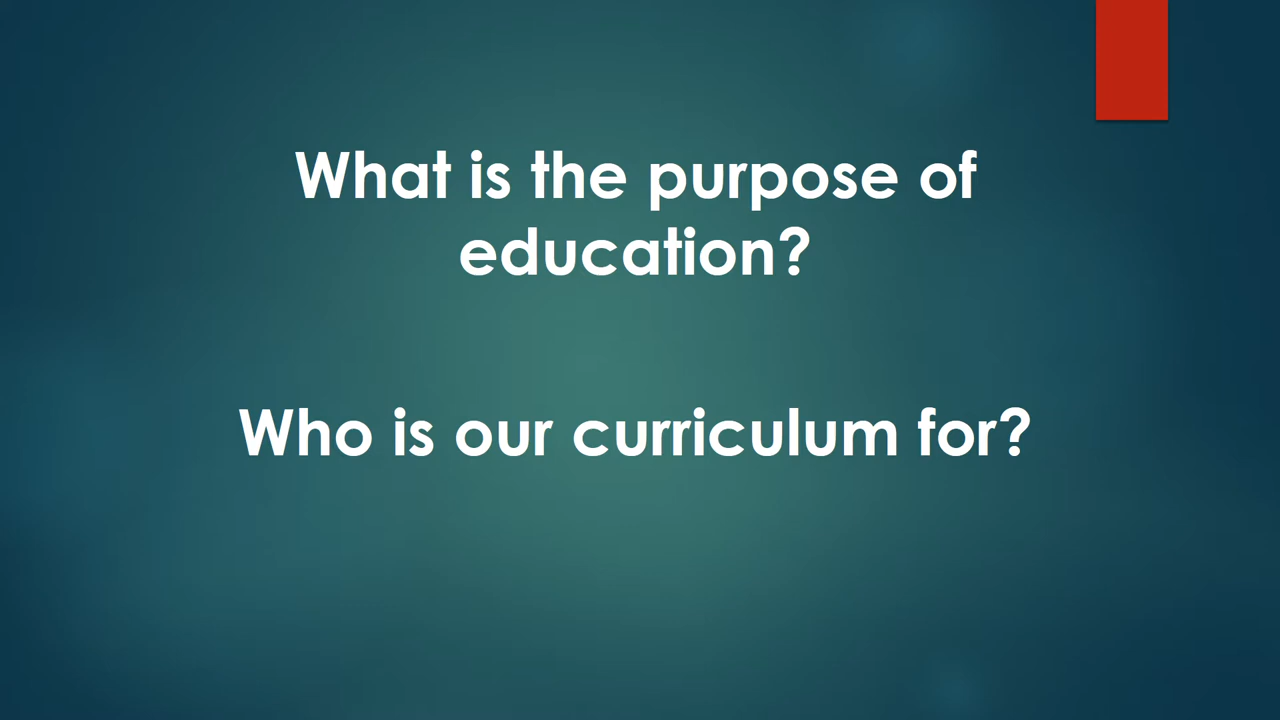 What is the purpose of
education?
Who is our curriculum for?